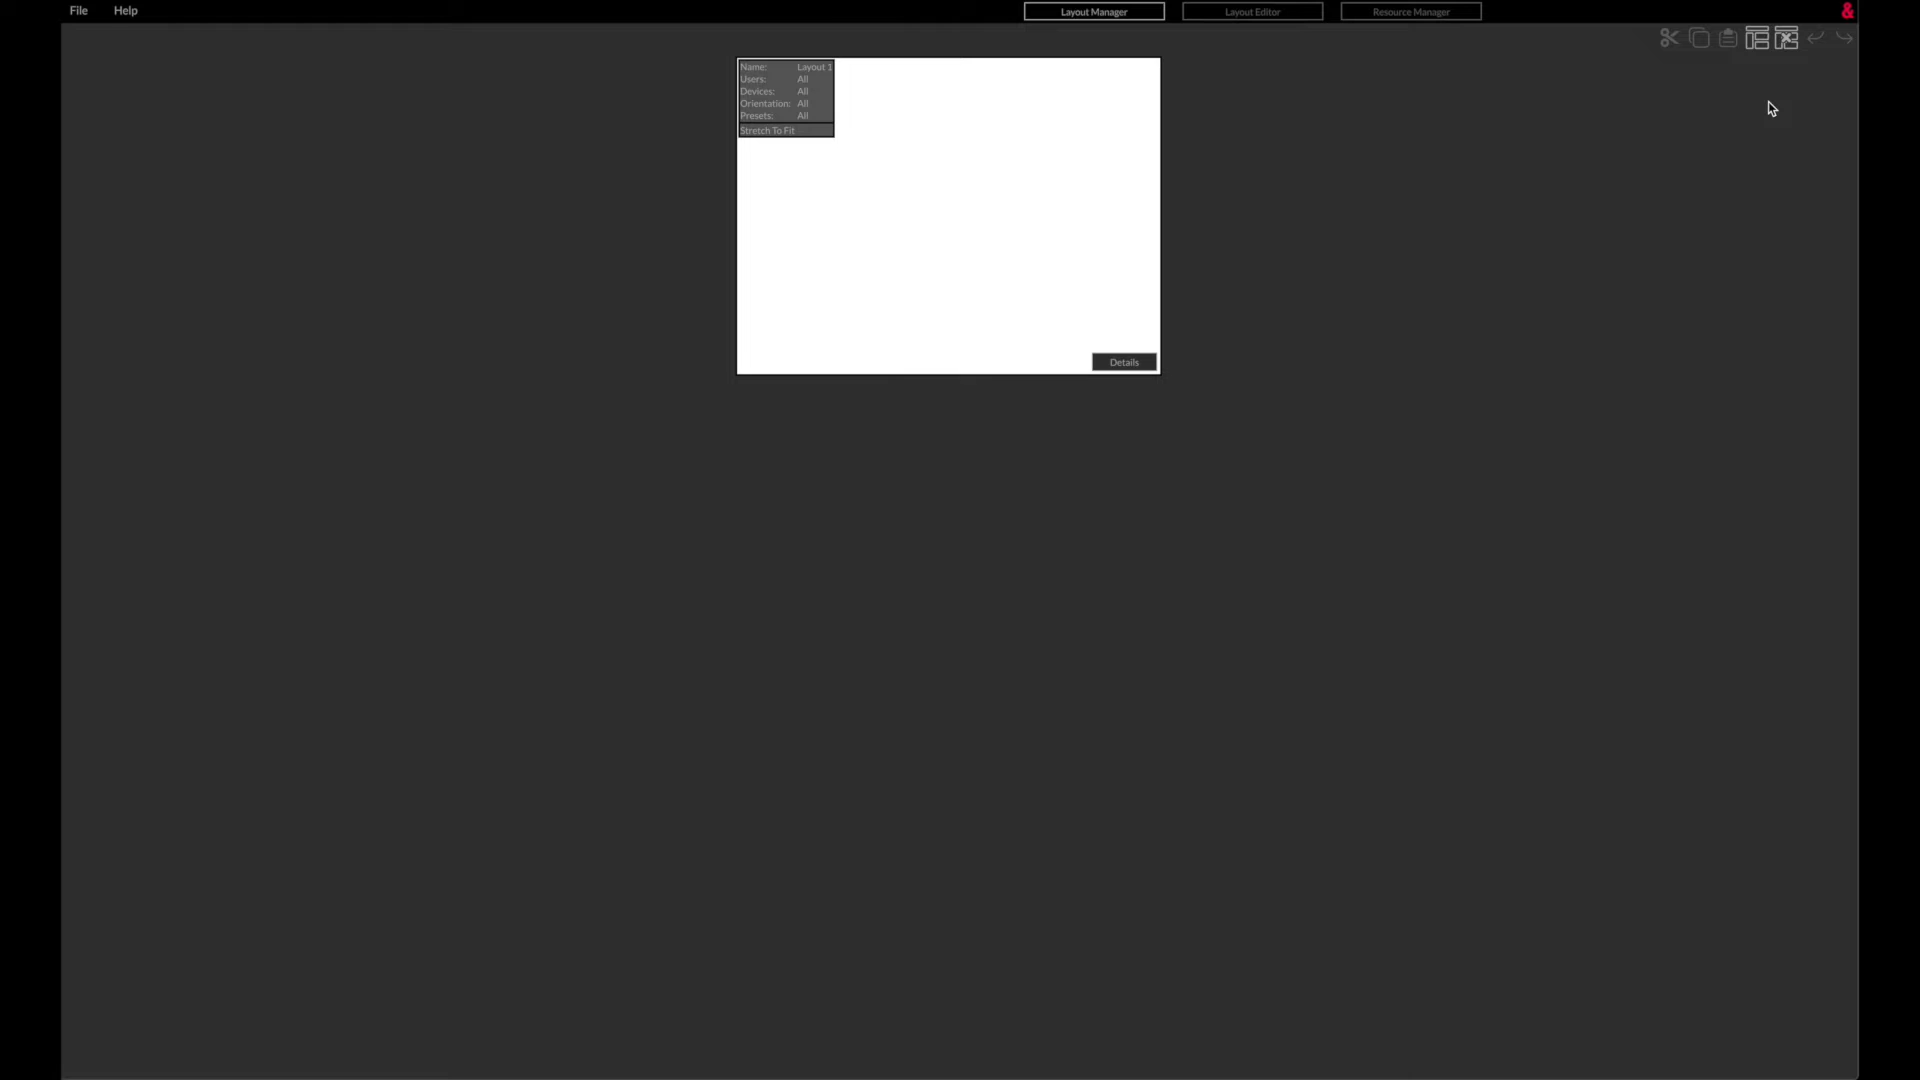 File Help Layout Manager Layout Editor Resource Manager &
Name: Layout 1
Users: All
Devices: All
Orientation: All
Presets: All
Stretch To Fit
Details